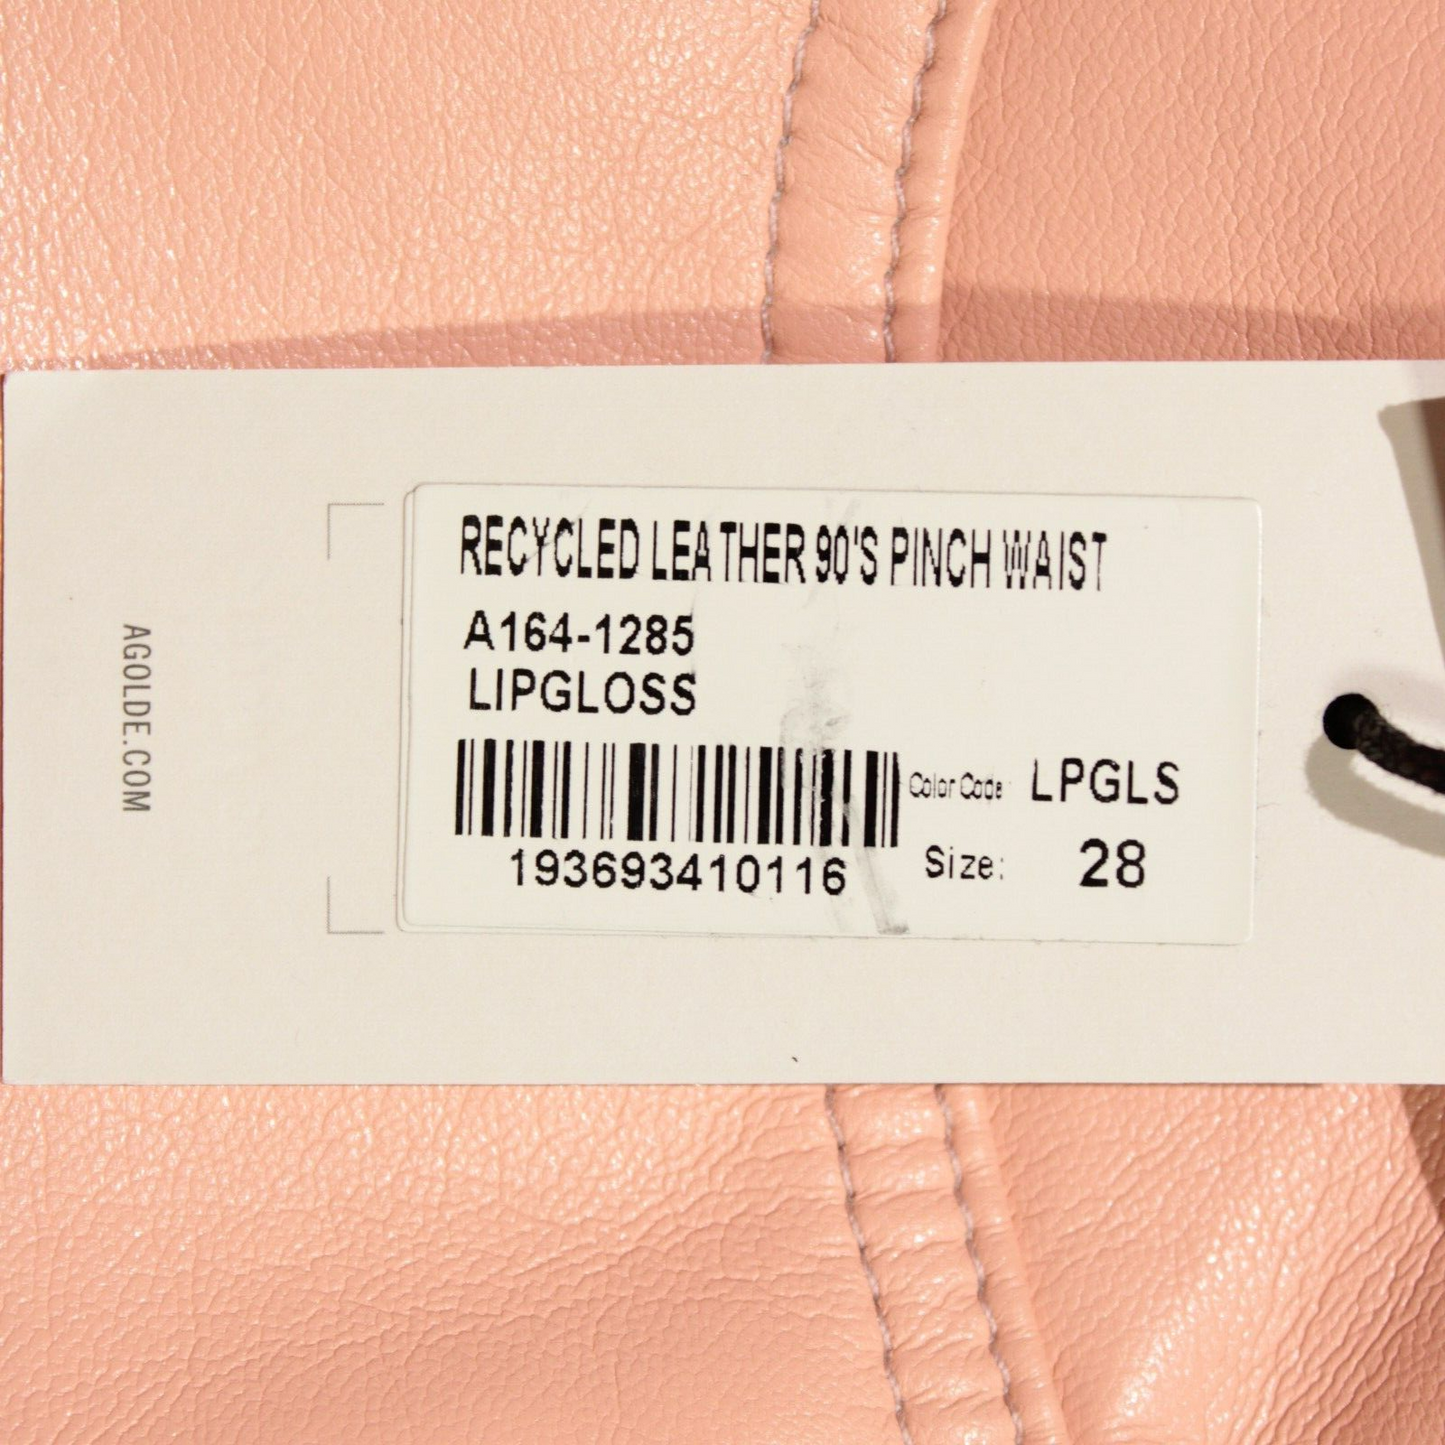 AGOLDE.COM
RECYCLED LEATHER 90'S PINCH WAIST
A164-1285
LIPGLOSS
Color Code: LPGLS
193693410116
Size: 28